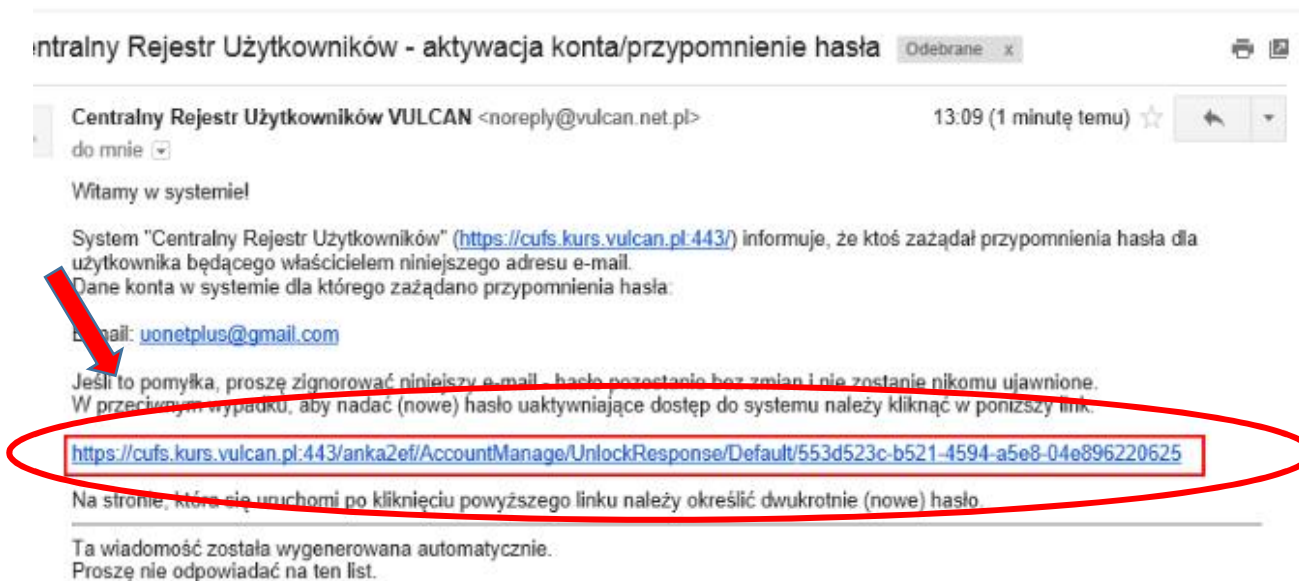 ntralny Rejestr Użytkowników - aktywacja konta/przypomnienie hasła Odebrane x
Centralny Rejestr Użytkowników VULCAN <noreply@vulcan.net.pl> 13:09 (1 minutę temu)
do mnie
Witamy w systemie!
System "Centralny Rejestr Użytkowników" (https://cufs.kurs.vulcan.pl:443/) informuje, że ktoś zażądał przypomnienia hasła dla
użytkownika będącego właścicielem niniejszego adresu e-mail.
Dane konta w systemie dla którego zażądano przypomnienia hasła:
E-mail: uonetplus@gmail.com
Jeśli to pomyłka, proszę zignorować niniejszy e-mail - hasło pozostanie bez zmian i nie zostanie nikomu ujawnione.
W przeciwnym wypadku, aby nadać (nowe) hasło uaktywniające dostęp do systemu należy kliknąć w poniższy link:
https://cufs.kurs.vulcan.pl:443/anka2ef/AccountManage/UnlockResponse/Default/553d523c-b521-4594-a5e8-04e896220625
Na stronie, która się uruchomi po kliknięciu powyższego linku należy określić dwukrotnie (nowe) hasło.
Ta wiadomość została wygenerowana automatycznie.
Proszę nie odpowiadać na ten list.